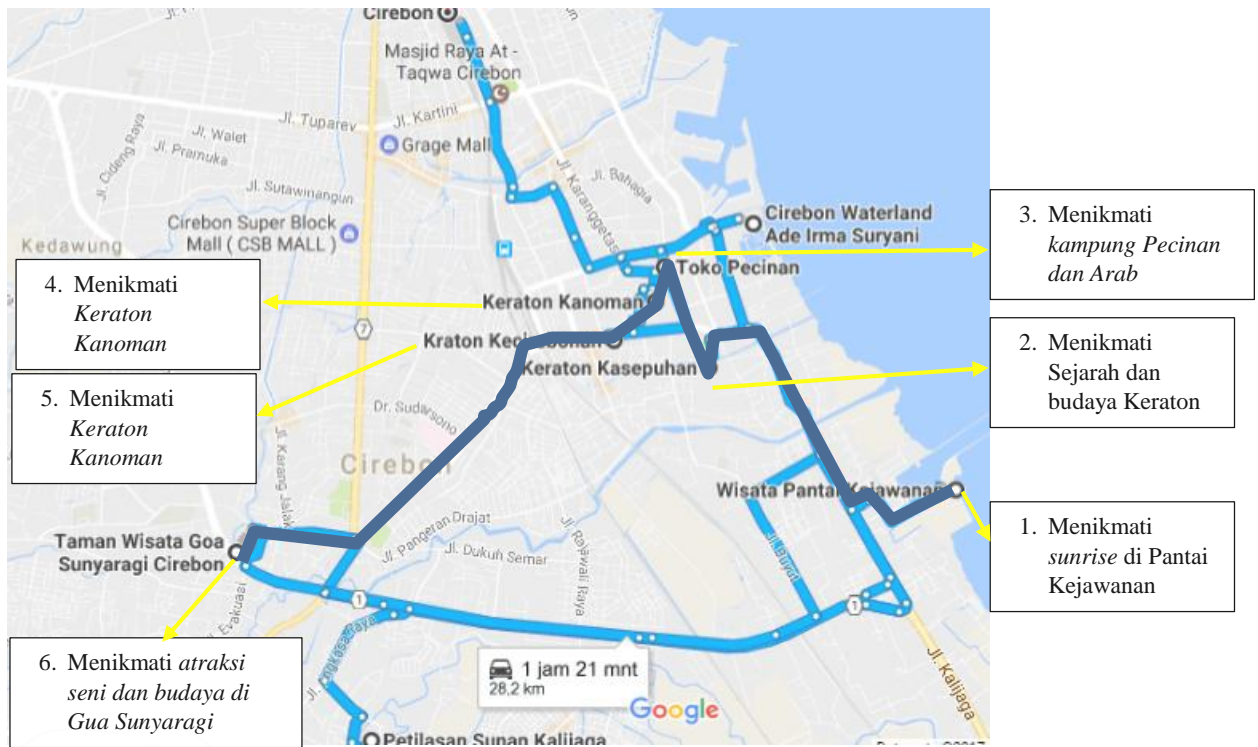 Cirebon
Masjid Raya At -
Taqwa Cirebon
Jl. Kartini
Jl. Tuparev
Jl. Walet
Jl. Cideng Raya
Jl. Pramuka
Grage Mall
Jl. Sutawinangun
Jl. Karanggetas
Jl. Bahagia
Cirebon Super Block
Mall ( CSB MALL )
Kedawung
Cirebon Waterland
Ade Irma Suryani
Toko Pecinan
3. Menikmati
kampung Pecinan
dan Arab
4. Menikmati
Keraton
Kanoman
Keraton Kanoman
7
Keraton Kasepuhan
2. Menikmati
Sejarah dan
budaya Keraton
5. Menikmati
Keraton
Kanoman
Dr. Sudarsono
Cirebon
Jl. Karang Jalak
Wisata Pantai Kejawanan
1. Menikmati
sunrise di Pantai
Kejawanan
Taman Wisata Goa
Sunyaragi Cirebon
Jl. Pangeran Drajat
Jl. Dukuh Semar
Jl. Rajawali Raya
Jl. Buyut
Jl. Evakuasi
1
1
Jl. Kalijaga
6. Menikmati atraksi
seni dan budaya di
Gua Sunyaragi
1 jam 21 mnt
28,2 km
Google
Petilasan Sunan Kalijaga